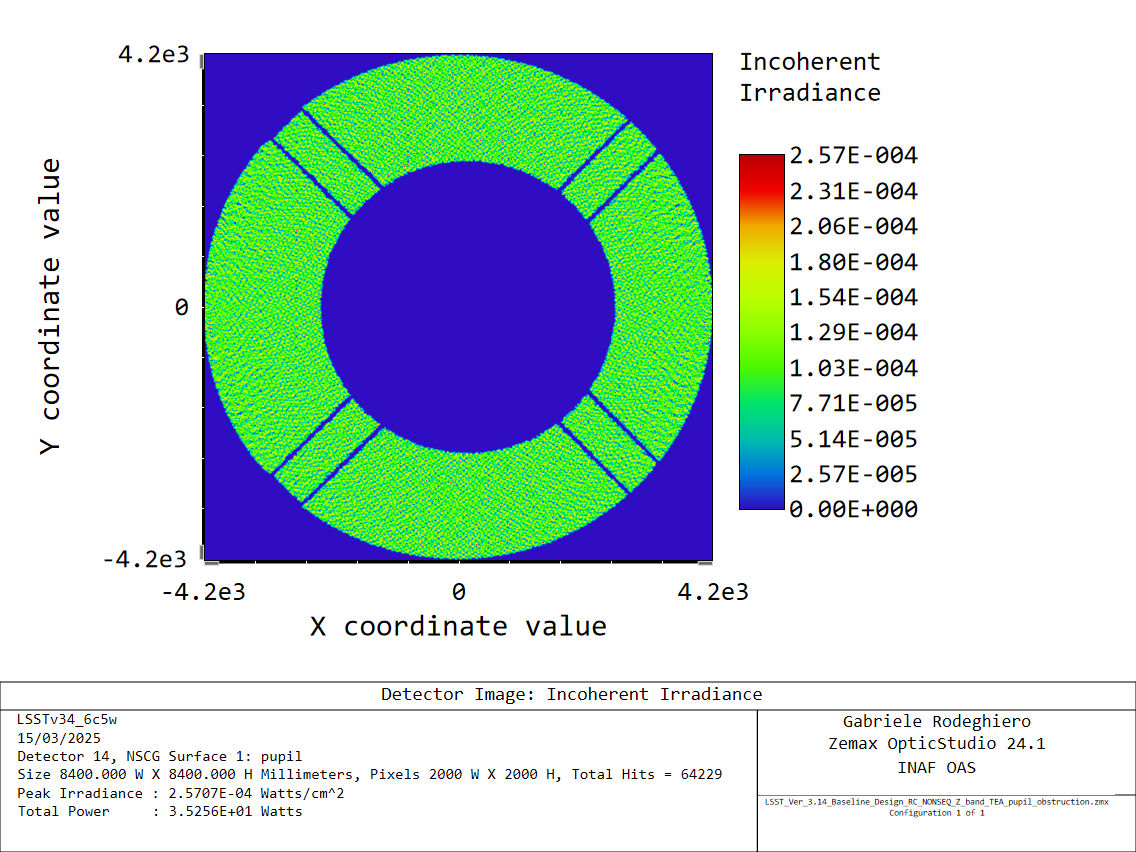 Incoherent
Irradiance
4.2e3
0
-4.2e3
Y coordinate value
-4.2e3 0 4.2e3
X coordinate value
2.57E-004
2.31E-004
2.06E-004
1.80E-004
1.54E-004
1.29E-004
1.03E-004
7.71E-005
5.14E-005
2.57E-005
0.00E+000
Detector Image: Incoherent Irradiance
LSSTv34_6c5w
15/03/2025
Detector 14, NSCG Surface 1: pupil
Size 8400.000 W X 8400.000 H Millimeters, Pixels 2000 W X 2000 H, Total Hits = 64229
Peak Irradiance : 2.5707E-04 Watts/cm^2
Total Power     : 3.5256E+01 Watts
Gabriele Rodeghiero
Zemax OpticStudio 24.1
INAF OAS
LSST_Ver_3.14_Baseline_Design_RC_NONSEQ_Z_band_TEA_pupil_obstruction.zmx
Configuration 1 of 1